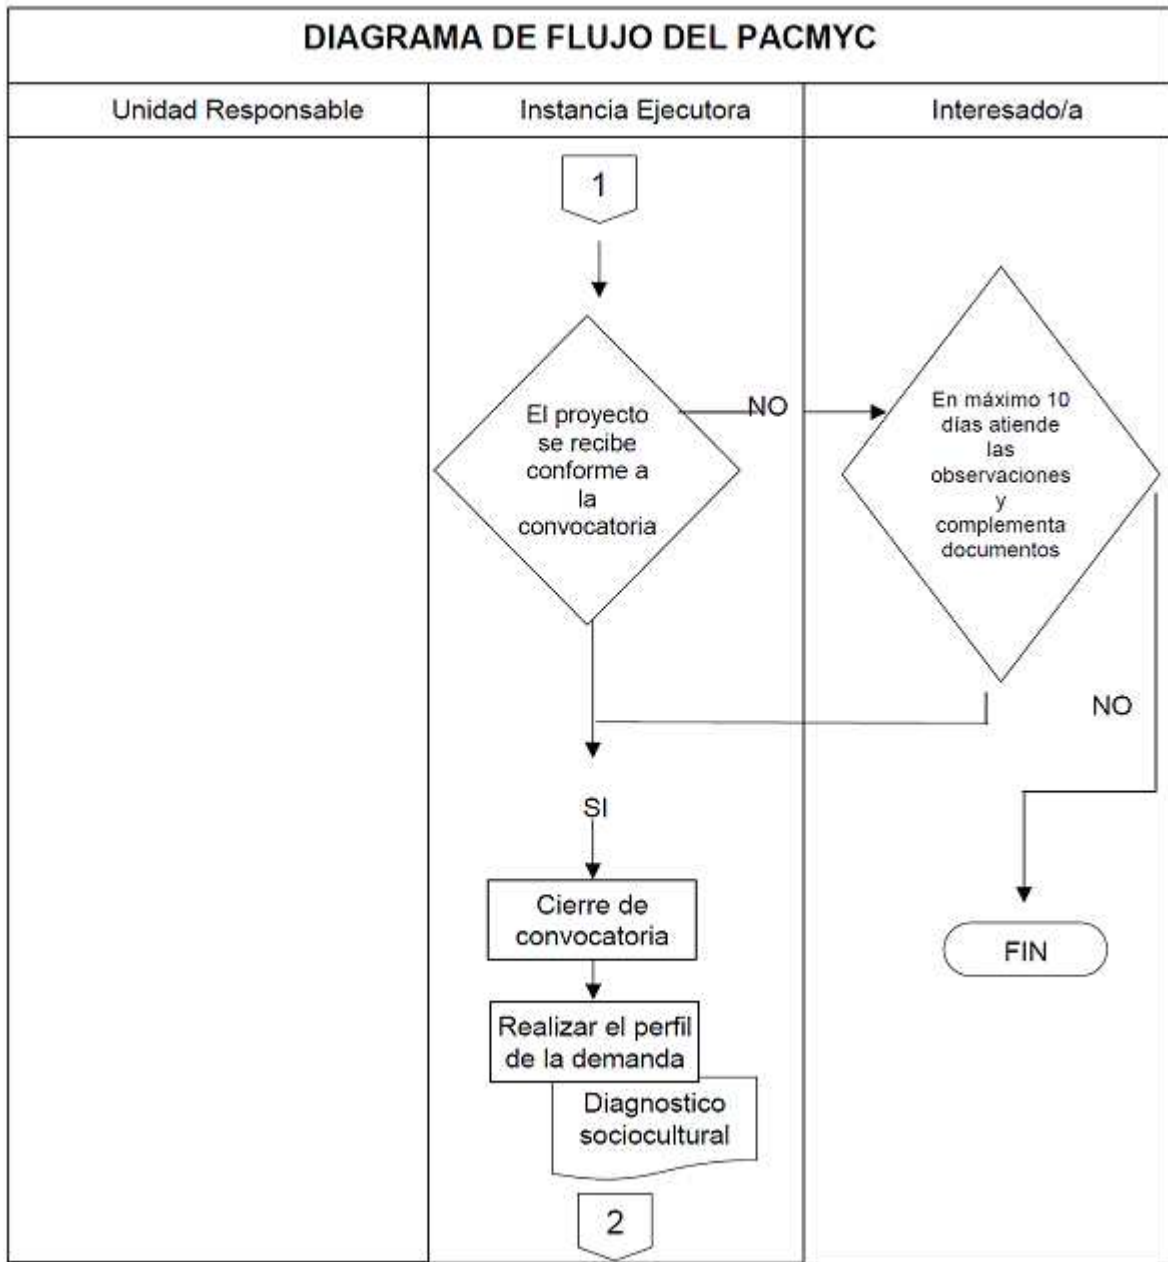 DIAGRAMA DE FLUJO DEL PACMYC
Unidad Responsable
Instancia Ejecutora
Interesado/a
1
El proyecto
se recibe
conforme a
la
convocatoria
NO
En máximo 10
días atiende
las
observaciones
y
complementa
documentos
NO
SI
Cierre de
convocatoria
FIN
Realizar el perfil
de la demanda
Diagnostico
sociocultural
2